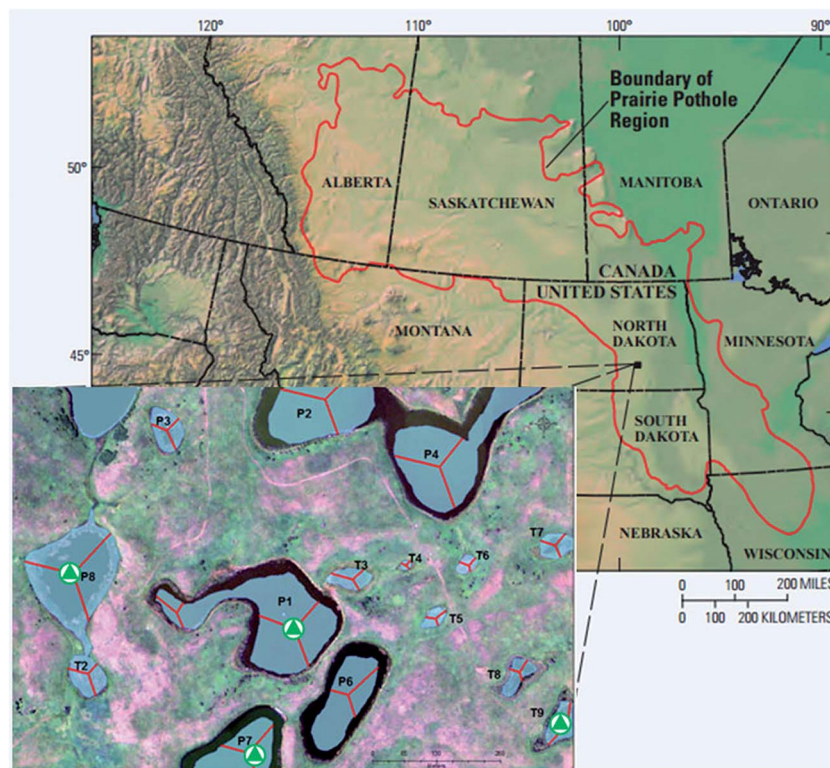 120°
110°
100°
90°
Boundary of
Prairie Pothole
Region
50°
ALBERTA
SASKATCHEWAN
MANITOBA
ONTARIO
CANADA
UNITED STATES
MONTANA
NORTH
DAKOTA
MINNESOTA
45°
SOUTH
DAKOTA
NEBRASKA
WISCONSIN
0 100 200 MILES
0 100 200 KILOMETERS
P3
P2
P4
P8
T3
T4
T6
T7
P1
T5
T2
P6
T8
T9
P7